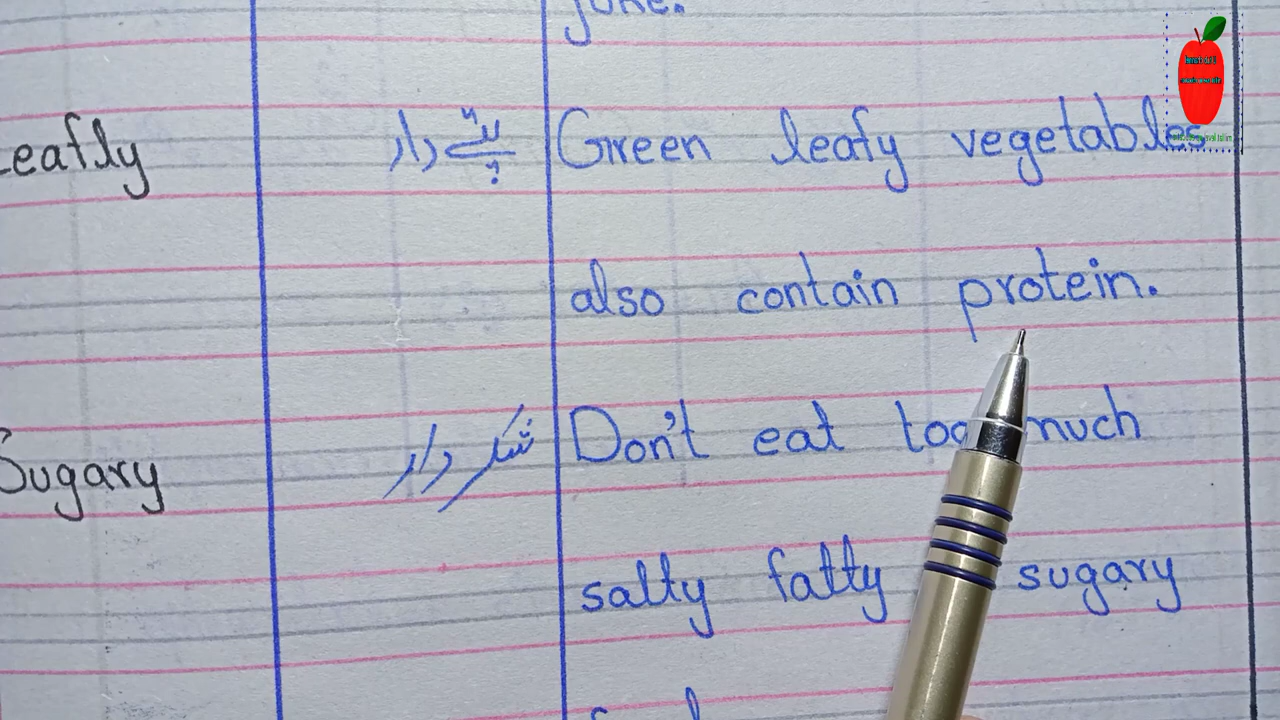 joke.
Leafly پتے دار Green leafy vegetables
also contain protein.
Sugary شکر دار Don't eat too much
salty fatty sugary